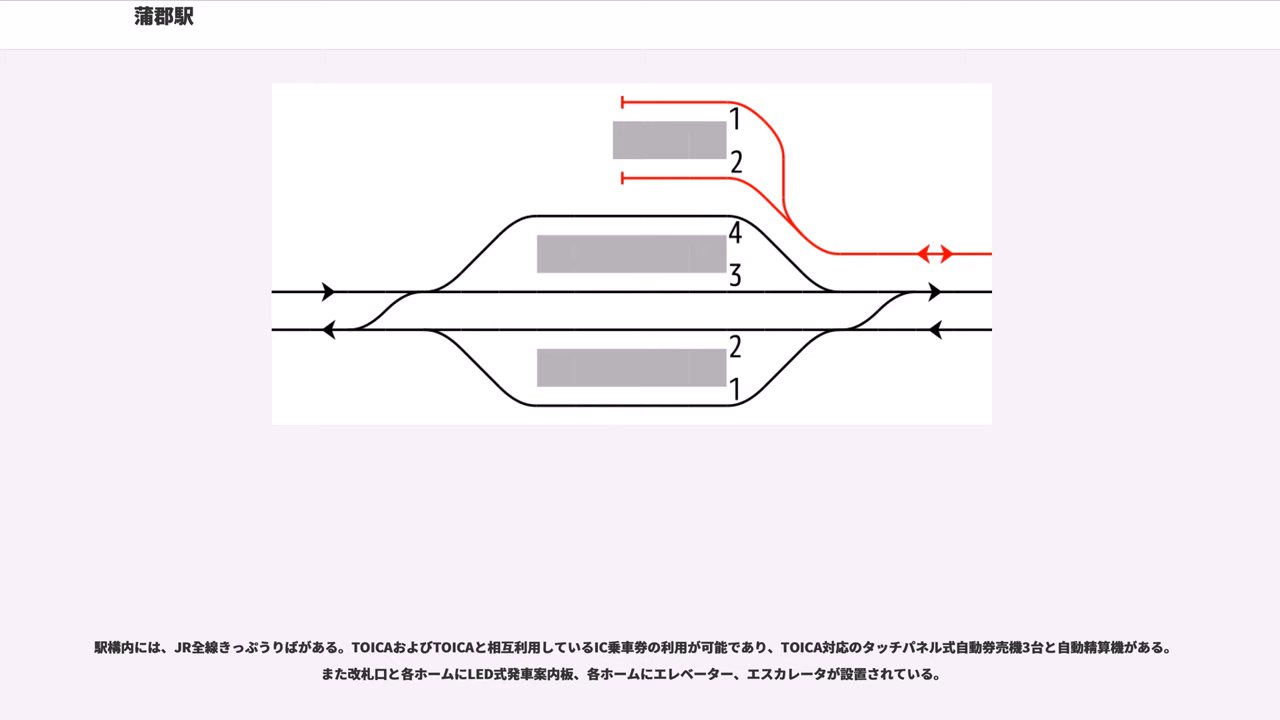 蒲郡駅
1
2
4
3
2
1
駅構内には、JR全線きっぷうりばがある。TOICAおよびTOICAと相互利用しているIC乗車券の利用が可能であり、TOICA対応のタッチパネル式自動券売機3台と自動精算機がある。
また改札口と各ホームにLED式発車案内板、各ホームにエレベーター、エスカレータが設置されている。